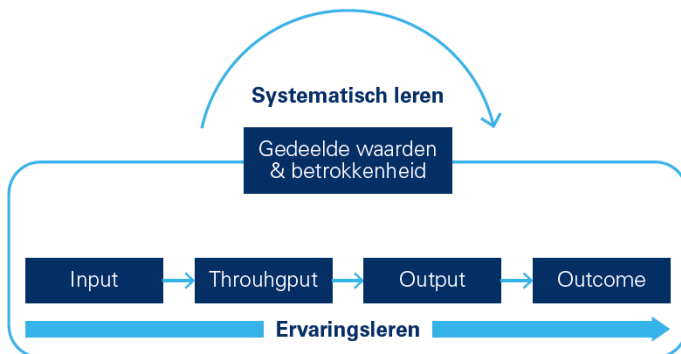 Systematisch leren
Gedeelde waarden
& betrokkenheid
Input
Throuhgput
Output
Outcome
Ervaringsleren